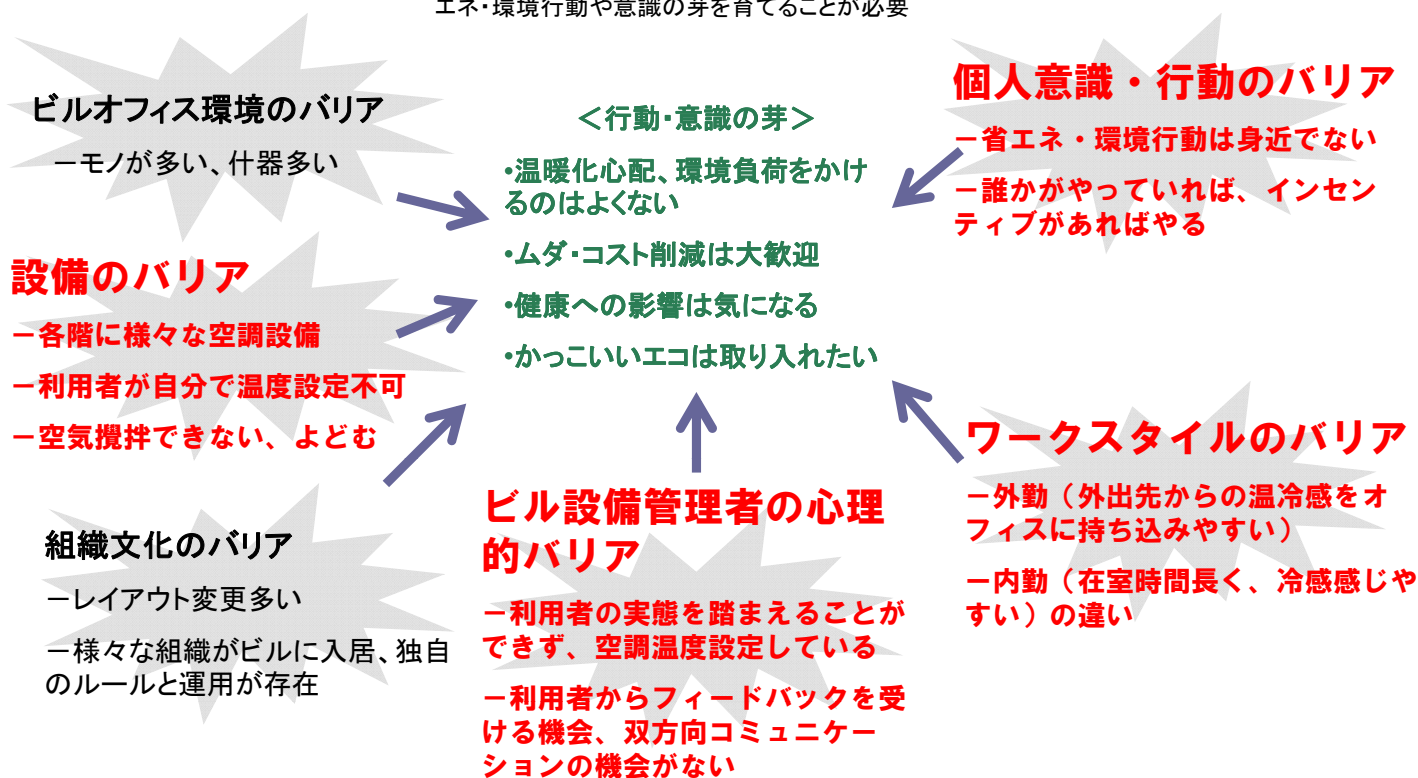 エネ・環境行動や意識の芽を育てることが必要
ビルオフィス環境のバリア
－モノが多い、什器多い
設備のバリア
－各階に様々な空調設備
－利用者が自分で温度設定不可
－空気攪拌できない、よどむ
組織文化のバリア
－レイアウト変更多い
－様々な組織がビルに入居、独自
のルールと運用が存在
＜行動・意識の芽＞
・温暖化心配、環境負荷をかけ
るのはよくない
・ムダ・コスト削減は大歓迎
・健康への影響は気になる
・かっこいいエコは取り入れたい
ビル設備管理者の心理
的バリア
－利用者の実態を踏まえることが
できず、空調温度設定している
－利用者からフィードバックを受
ける機会、双方向コミュニケー
ションの機会がない
個人意識・行動のバリア
－省エネ・環境行動は身近でない
－誰かがやっていれば、インセン
ティブがあればやる
ワークスタイルのバリア
－外勤（外出先からの温冷感をオ
フィスに持ち込みやすい）
－内勤（在室時間長く、冷感感じや
すい）の違い